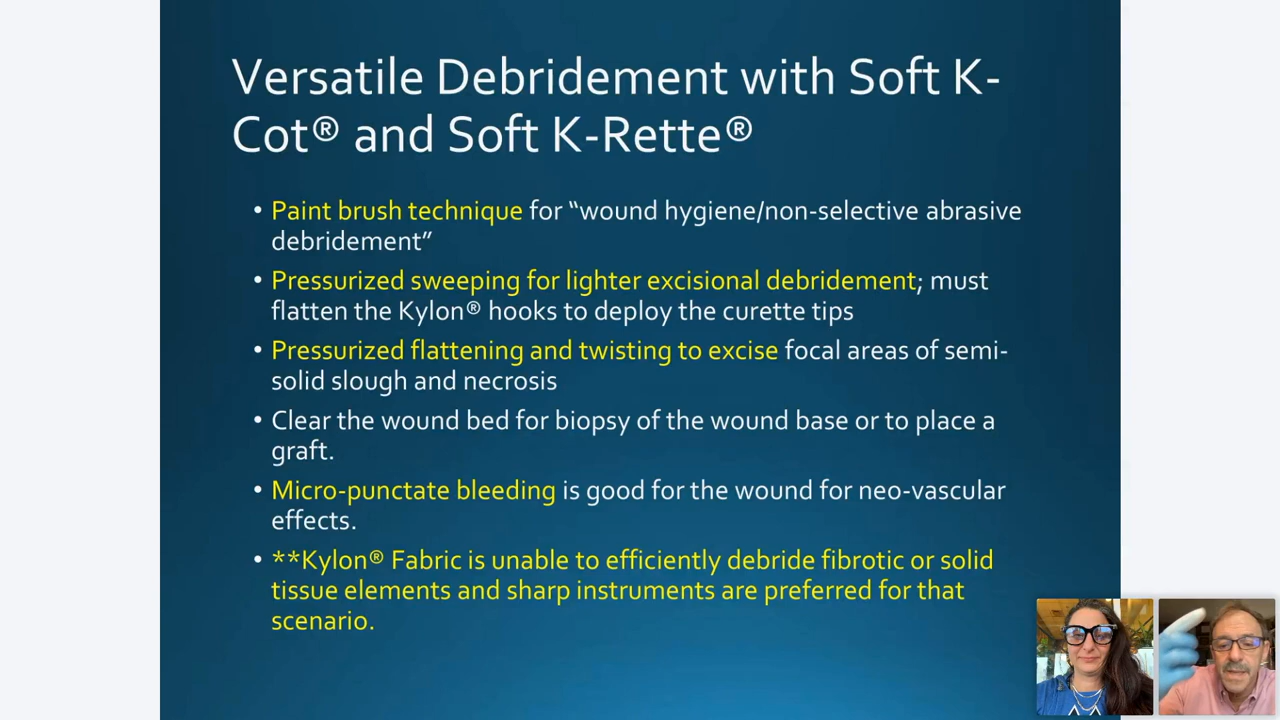 Versatile Debridement with Soft K-
Cot® and Soft K-Rette®
• Paint brush technique for “wound hygiene/non-selective abrasive
debridement”
• Pressurized sweeping for lighter excisional debridement; must
flatten the Kylon® hooks to deploy the curette tips
• Pressurized flattening and twisting to excise focal areas of semi-
solid slough and necrosis
• Clear the wound bed for biopsy of the wound base or to place a
graft.
• Micro-punctate bleeding is good for the wound for neo-vascular
effects.
• **Kylon® Fabric is unable to efficiently debride fibrotic or solid
tissue elements and sharp instruments are preferred for that
scenario.